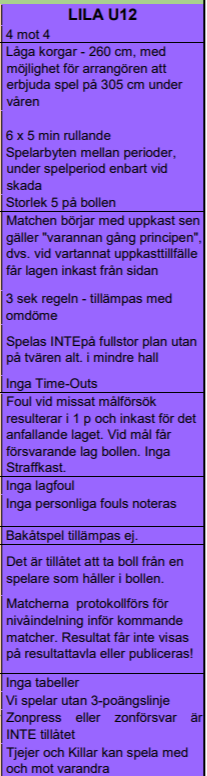 LILA U12
4 mot 4
Låga korgar - 260 cm, med
möjlighet för arrangören att
erbjuda spel på 305 cm under
våren
6 x 5 min rullande
Spelarbyten mellan perioder,
under spelperiod enbart vid
skada
Storlek 5 på bollen
Matchen börjar med uppkast sen
gäller "varannan gång principen",
dvs. vid vartannat uppkasttillfälle
får lagen inkast från sidan
3 sek regeln - tillämpas med
omdöme
Spelas INTEpå fullstor plan utan
på tvären alt. i mindre hall
Inga Time-Outs
Foul vid missat målförsök
resulterar i 1 p och inkast för det
anfallande laget. Vid mål får
försvarande lag bollen. Inga
Straffkast.
Inga lagfoul
Inga personliga fouls noteras
Bakåtspel tillämpas ej.
Det är tillåtet att ta boll från en
spelare som håller i bollen.
Matcherna protokollförs för
nivåindelning inför kommande
matcher. Resultat får inte visas
på resultattavla eller publiceras!
Inga tabeller
Vi spelar utan 3-poängslinje
Zonpress eller zonförsvar är
INTE tillåtet
Tjejer och Killar kan spela med
och mot varandra